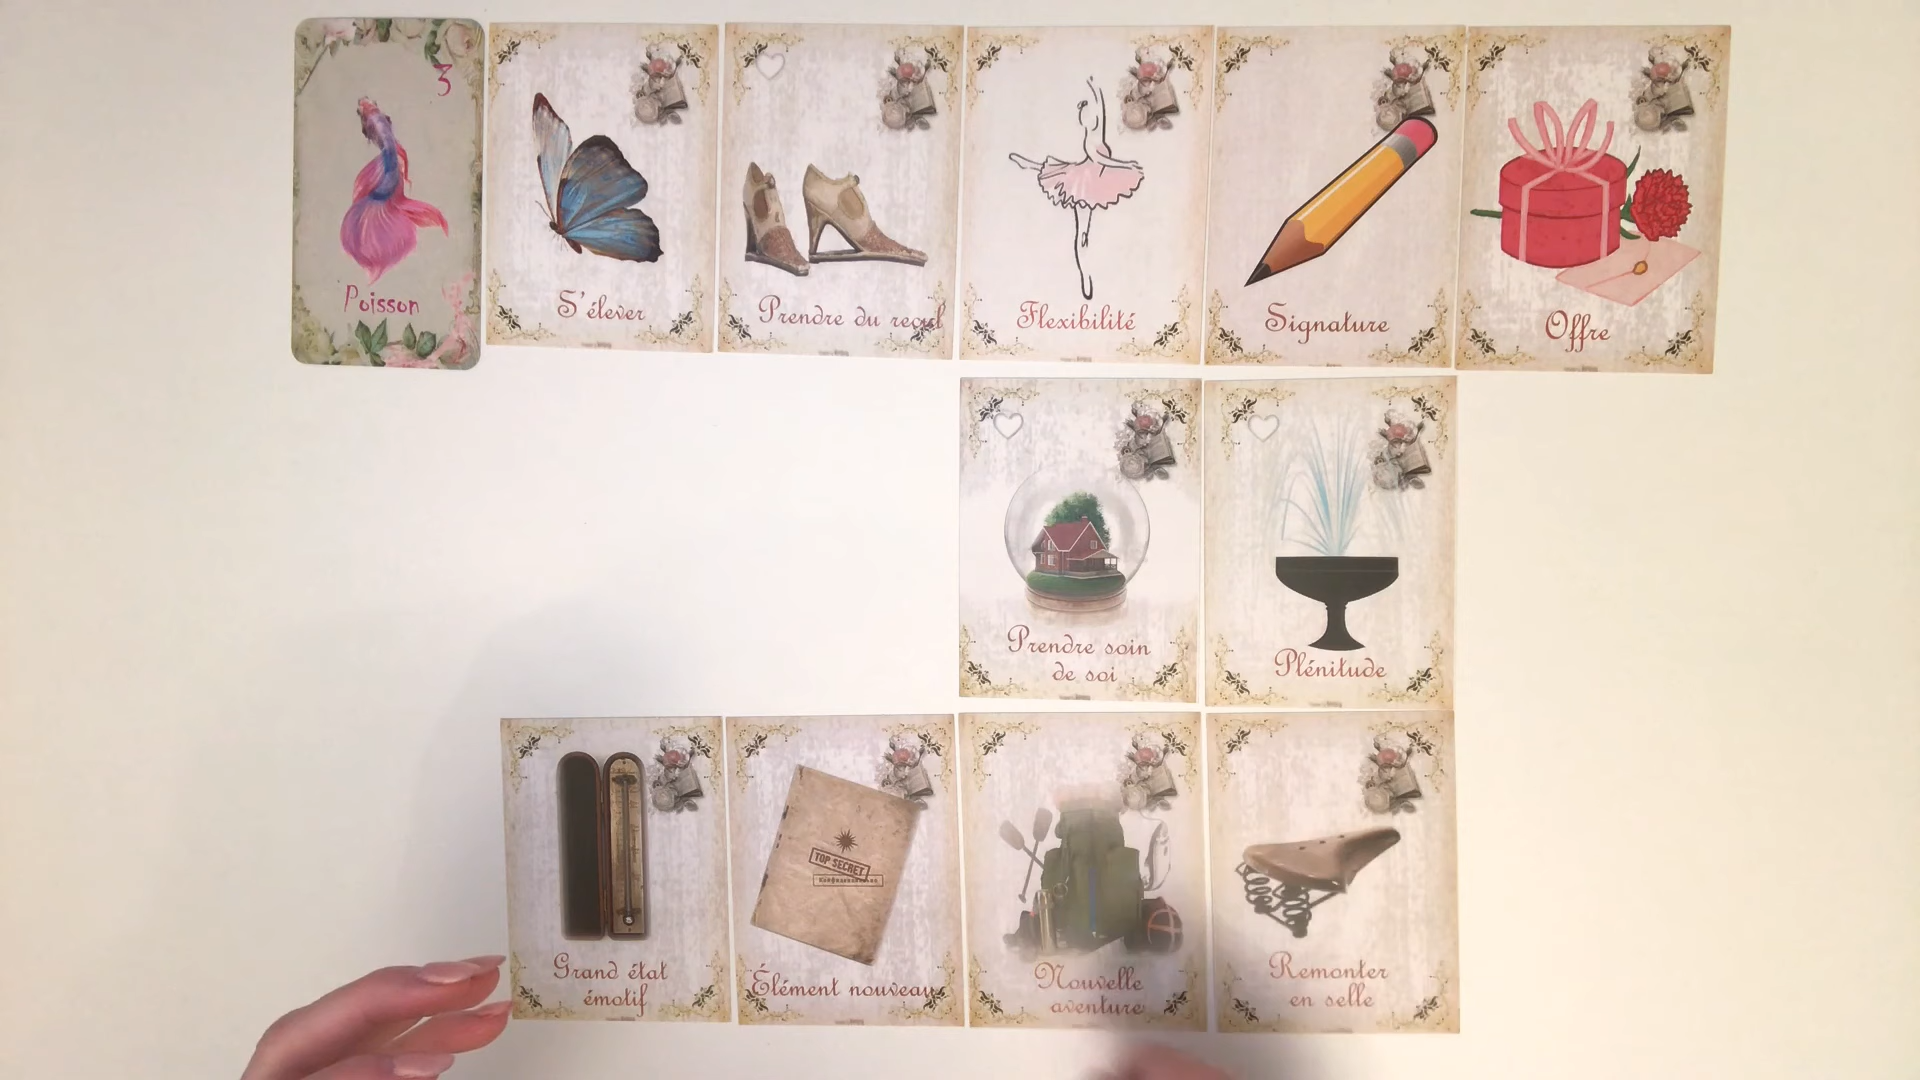 3
Poisson
S'élever
Prendre du recul
Flexibilité
Signature
Offre
Prendre soin
de soi
Plénitude
Grand état
émotif
TOP SECRET
Élément nouveau
Nouvelle
aventure
Remonter
en selle